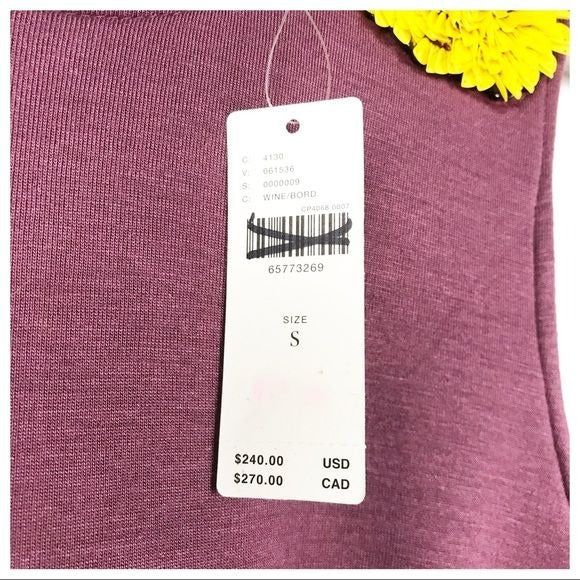 C: 4130
V: 661536
S: 0000009
C: WINE/BORD
CP4068.0807
65773269
SIZE
S
$240.00 USD
$270.00 CAD